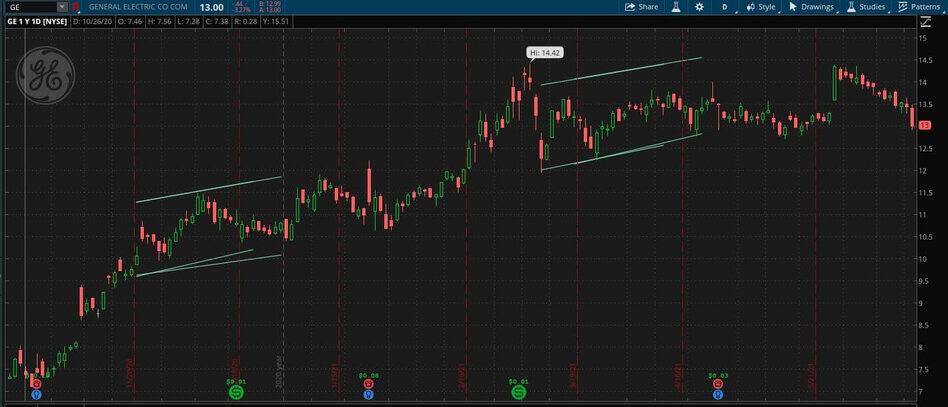 GE
GENERAL ELECTRIC CO COM
13.00
-.44
-3.27%
B: 12.99
A: 13.00
Share
D
Style
Drawings
Studies
Patterns
GE 1 Y 1D [NYSE]
D: 10/26/20
O: 7.46
H: 7.56
L: 7.28
C: 7.38
R: 0.28
Y: 15.51
Hi: 14.42
15
14.5
14
13.5
13
12.5
12
11.5
11
10.5
10
9.5
9
8.5
8
7.5
7
$0.01
$0.08
$0.01
$0.03